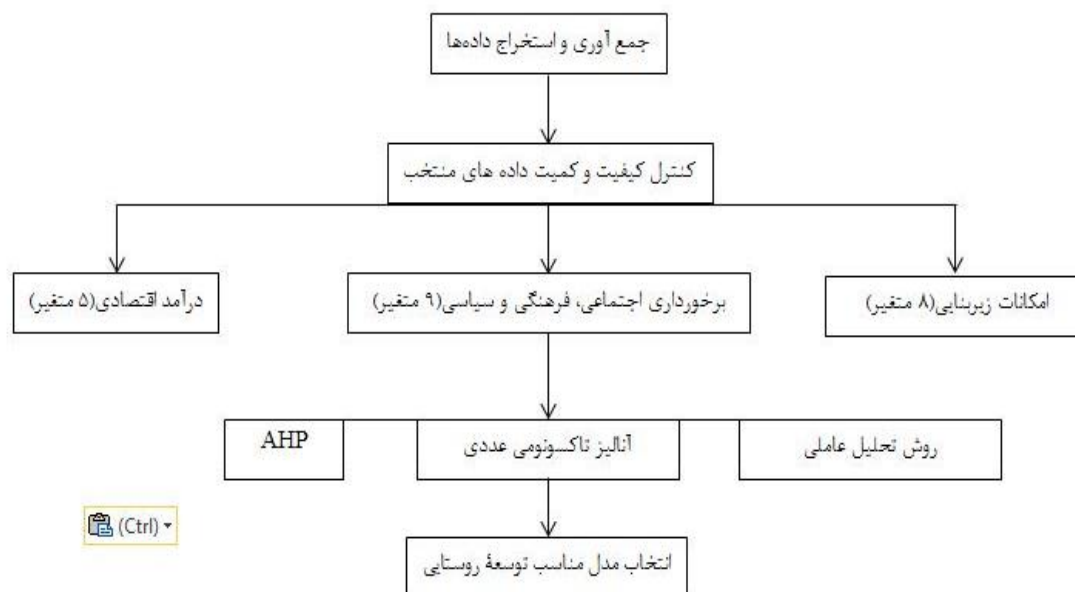 جمع آوری و استخراج داده‌ها
کنترل کیفیت و کمیت داده های منتخب
امکانات زیربنایی(۸ متغیر)
برخورداری اجتماعی، فرهنگی و سیاسی(۹ متغیر)
درآمد اقتصادی(۵ متغیر)
روش تحلیل عاملی
آنالیز تاکسونومی عددی
AHP
(Ctrl)
انتخاب مدل مناسب توسعۀ روستایی